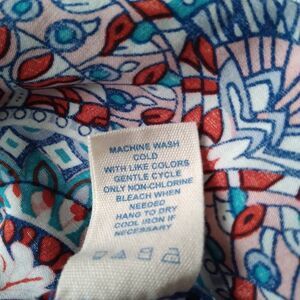 MACHINE WASH
COLD
WITH LIKE COLORS
GENTLE CYCLE
ONLY NON-CHLORINE
BLEACH WHEN
NEEDED
HANG TO DRY
COOL IRON IF
NECESSARY